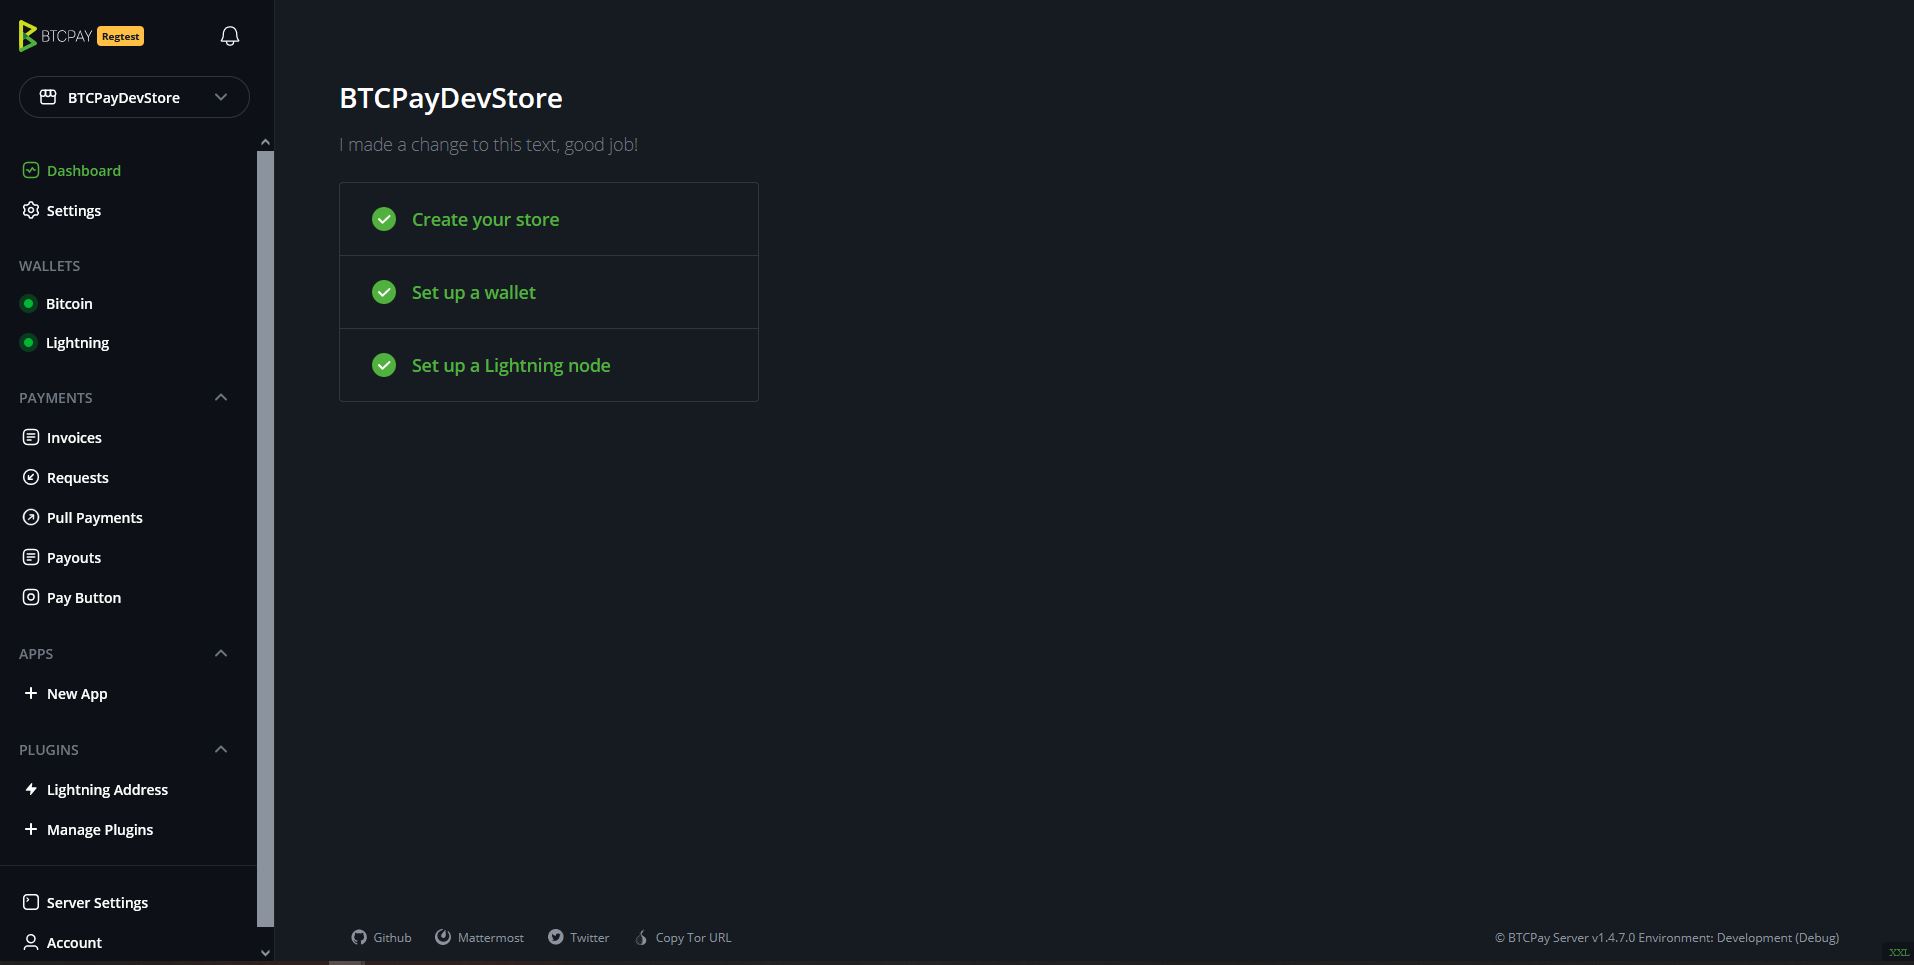 BTCPAY Regtest
BTCPayDevStore
Dashboard
Settings
WALLETS
Bitcoin
Lightning
PAYMENTS
Invoices
Requests
Pull Payments
Payouts
Pay Button
APPS
New App
PLUGINS
Lightning Address
Manage Plugins
Server Settings
Account
BTCPayDevStore
I made a change to this text, good job!
Create your store
Set up a wallet
Set up a Lightning node
Github Mattermost Twitter Copy Tor URL
© BTCPay Server v1.4.7.0 Environment: Development (Debug)
XXL